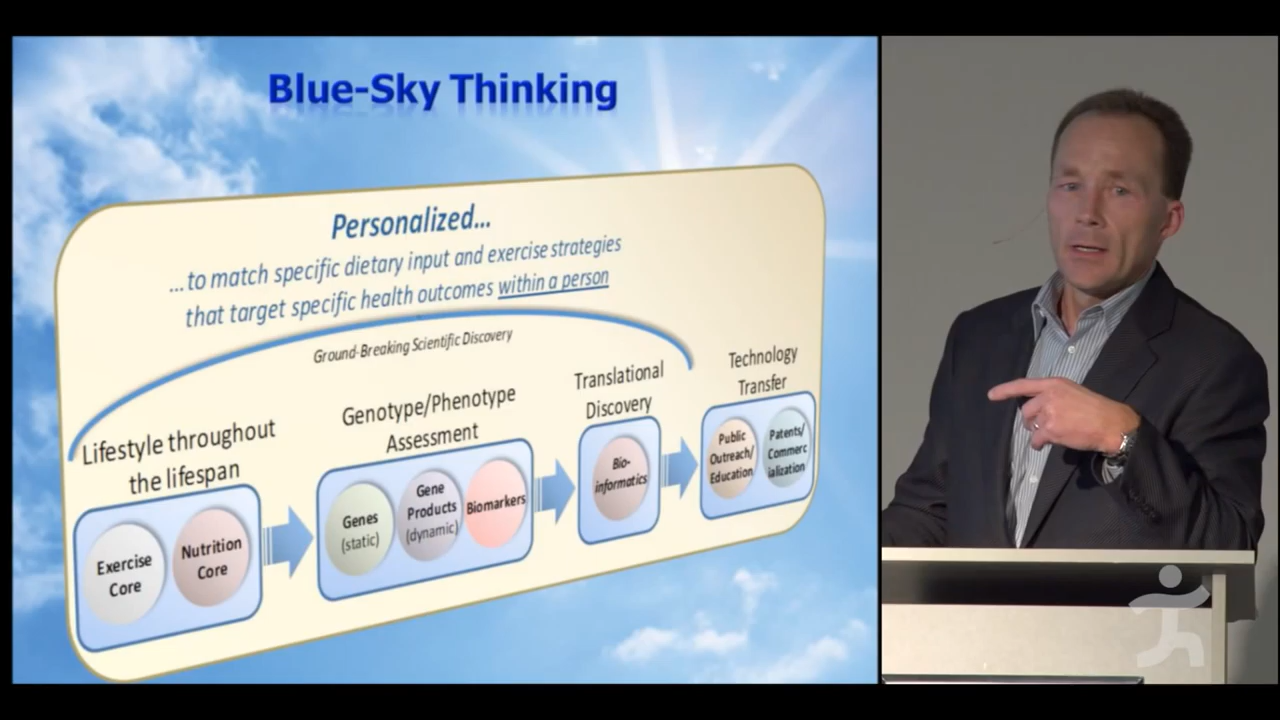 Blue-Sky Thinking
Personalized...
...to match specific dietary input and exercise strategies
that target specific health outcomes within a person
Ground-Breaking Scientific Discovery
Lifestyle throughout
the lifespan
Exercise
Core
Nutrition
Core
Genotype/Phenotype
Assessment
Genes
(static)
Gene
Products
(dynamic)
Biomarkers
Translational
Discovery
Bio-
informatics
Technology
Transfer
Public
Outreach/
Education
Patents/
Commerc
ialization